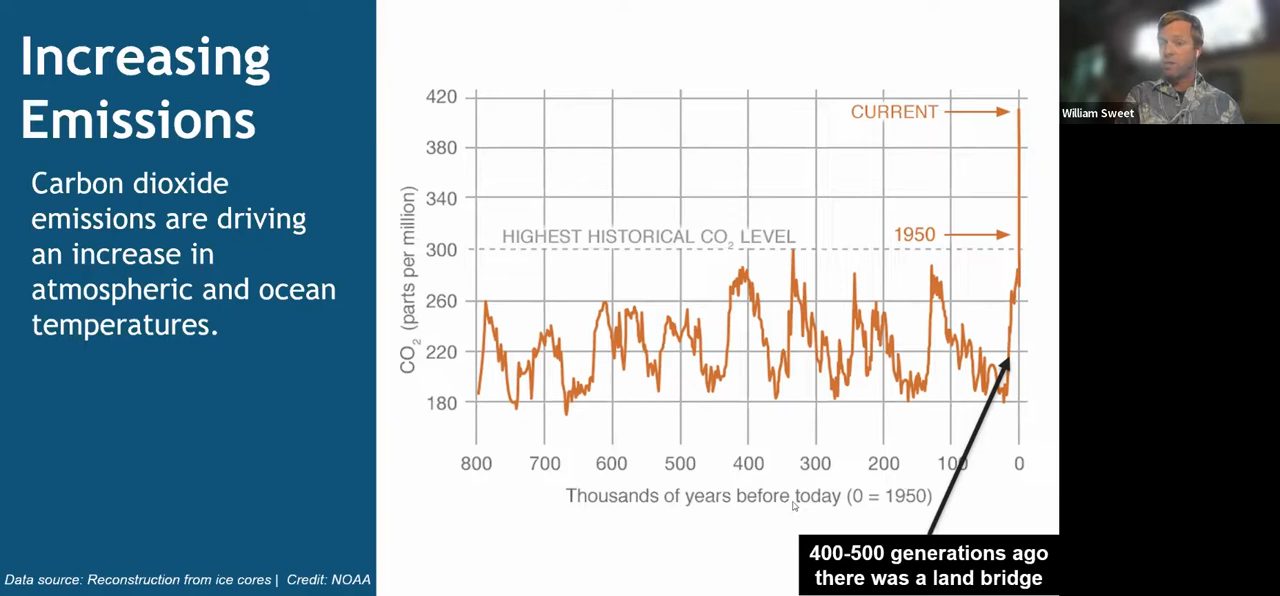 Increasing
Emissions
Carbon dioxide
emissions are driving
an increase in
atmospheric and ocean
temperatures.
Data source: Reconstruction from ice cores | Credit: NOAA
420
380
340
300
260
220
180
CO₂ (parts per million)
CURRENT
HIGHEST HISTORICAL CO₂ LEVEL
1950
800 700 600 500 400 300 200 100 0
Thousands of years before today (0 = 1950)
400-500 generations ago
there was a land bridge
William Sweet